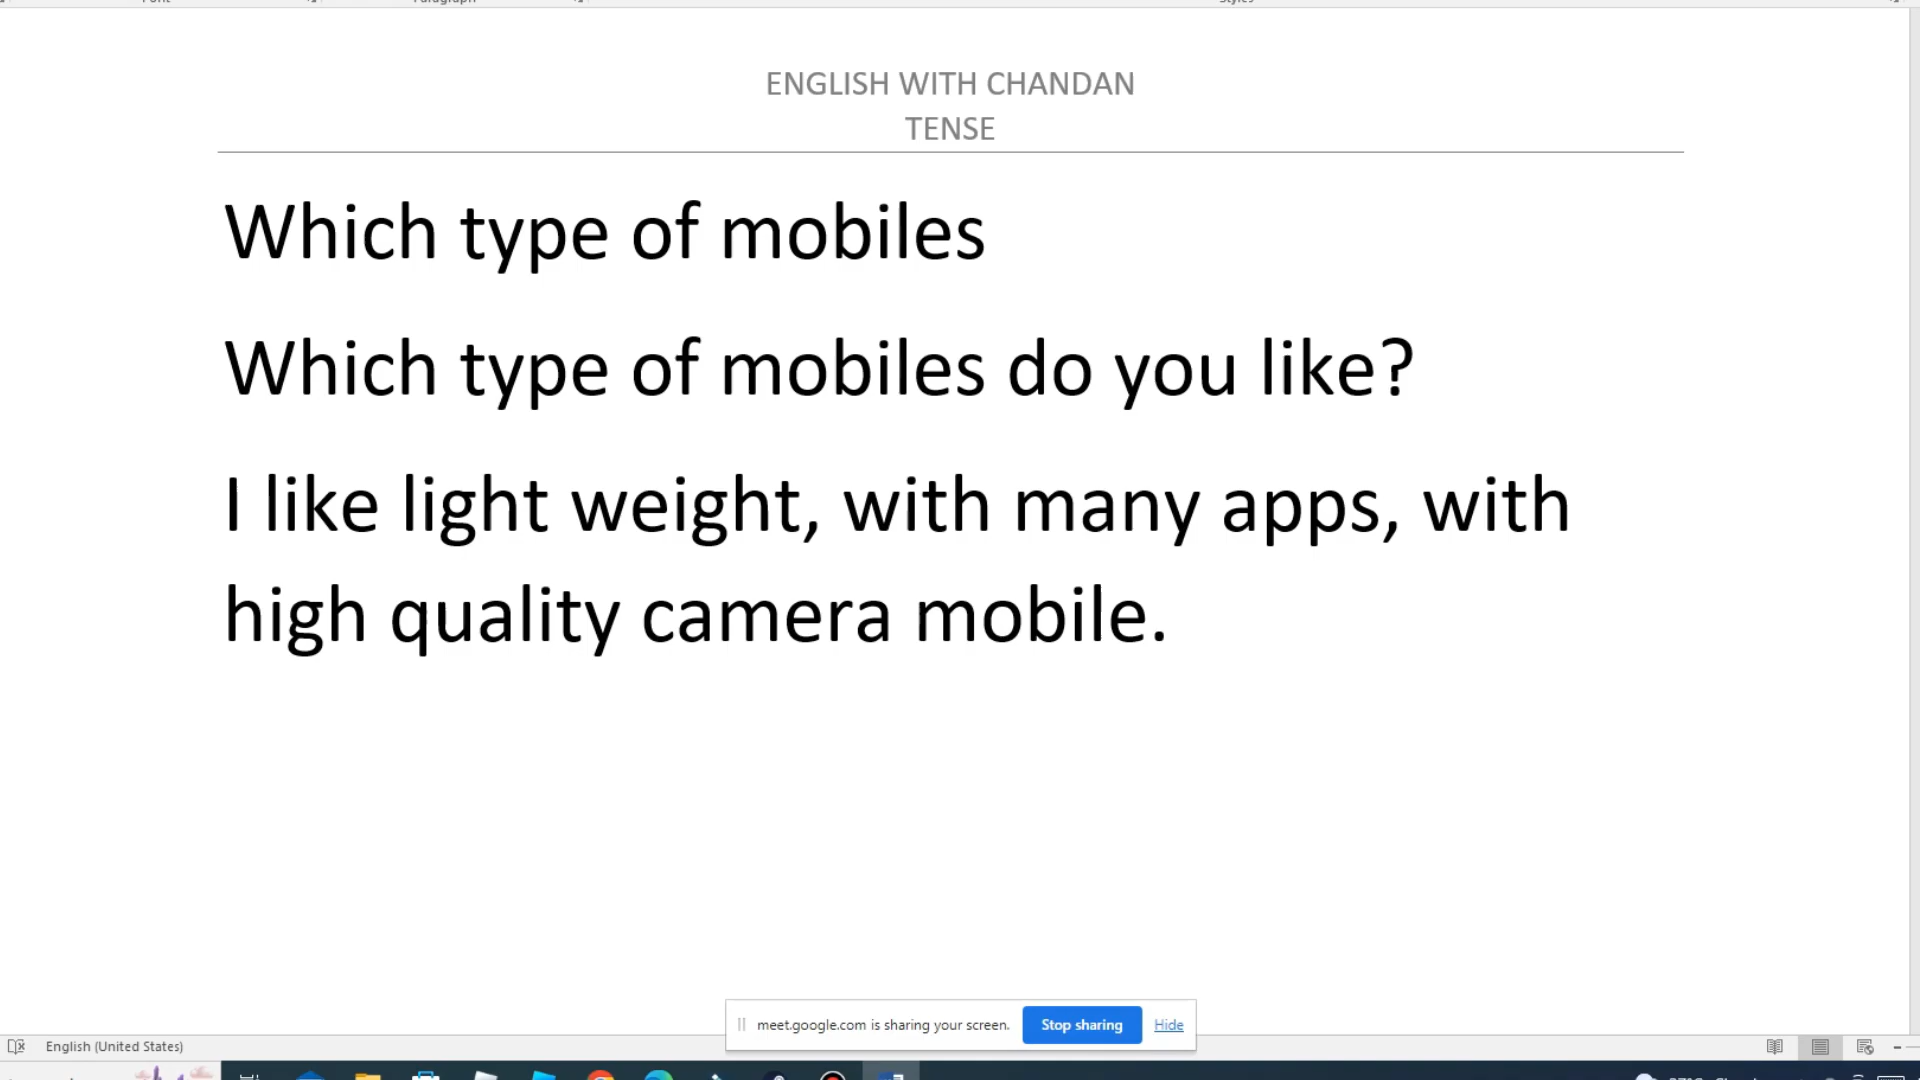 ENGLISH WITH CHANDAN
TENSE
Which type of mobiles
Which type of mobiles do you like?
I like light weight, with many apps, with
high quality camera mobile.
meet.google.com is sharing your screen. Stop sharing Hide
English (United States)